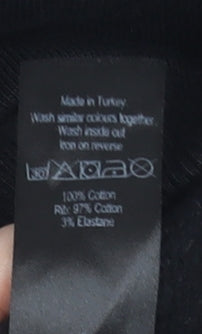 Made in Turkey
Wash similar colours together.
Wash inside out
Iron on reverse
30
100% Cotton
Rib: 97% Cotton
3% Elastane